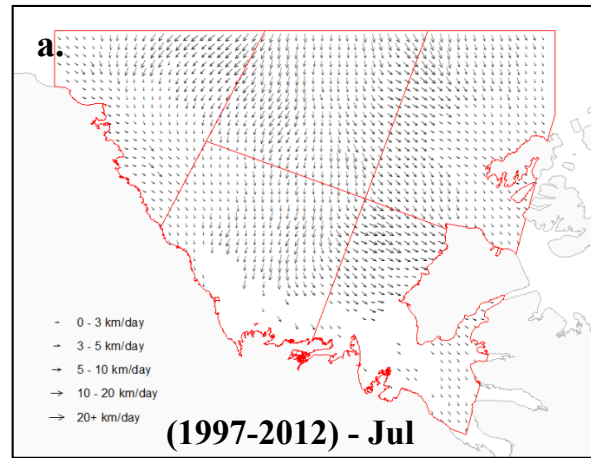 a.
0 - 3 km/day
3 - 5 km/day
5 - 10 km/day
10 - 20 km/day
20+ km/day
(1997-2012) - Jul